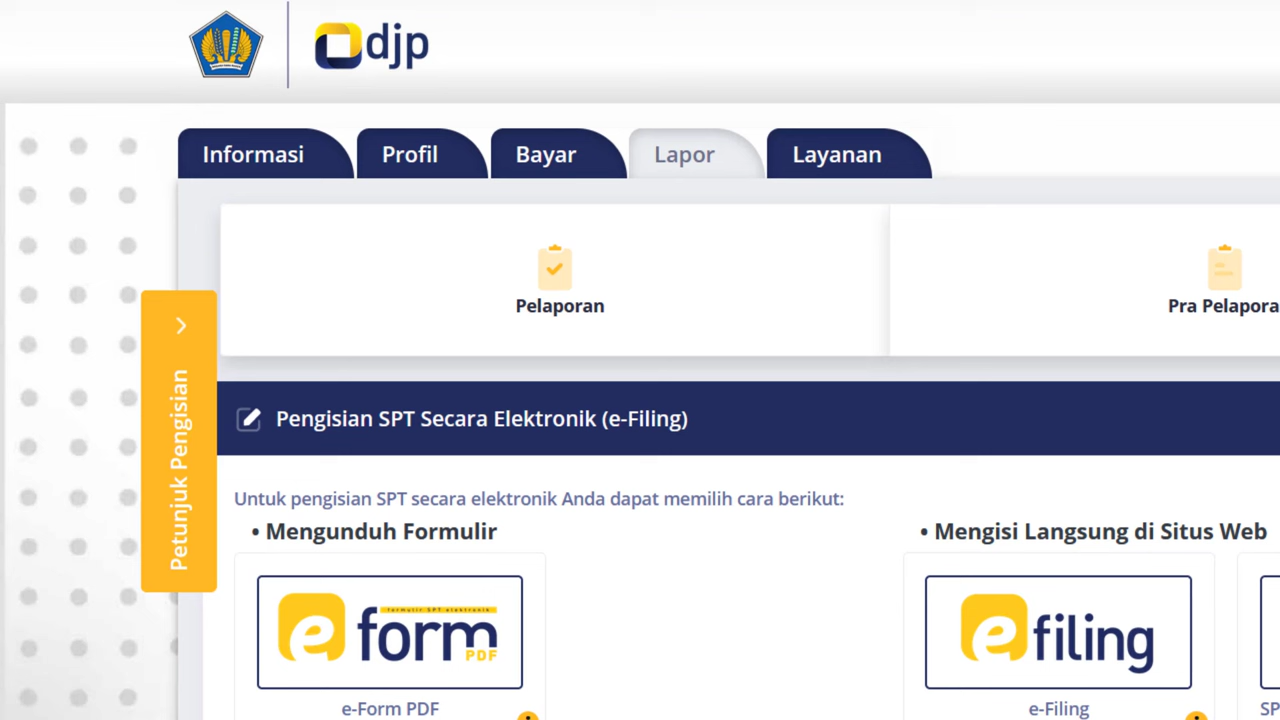 djp
Informasi
Profil
Bayar
Lapor
Layanan
Pelaporan
Pra Pelapora
Petunjuk Pengisian
Pengisian SPT Secara Elektronik (e-Filing)
Untuk pengisian SPT secara elektronik Anda dapat memilih cara berikut:
• Mengunduh Formulir
• Mengisi Langsung di Situs Web
formulir SPT elektronik
e form
PDF
e filing
e-Form PDF
e-Filing
SP